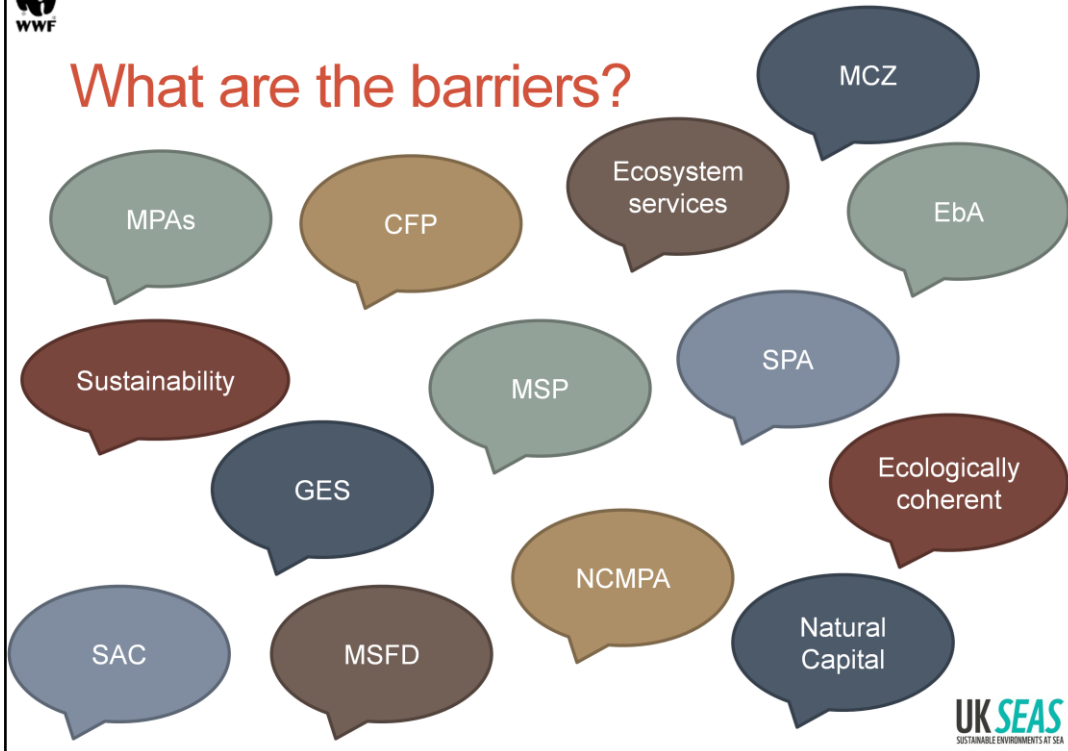 WWF
What are the barriers?
MCZ
MPAs
CFP
Ecosystem
services
EbA
Sustainability
MSP
SPA
GES
Ecologically
coherent
NCMPA
SAC
MSFD
Natural
Capital
UK SEAS
SUSTAINABLE ENVIRONMENTS AT SEA